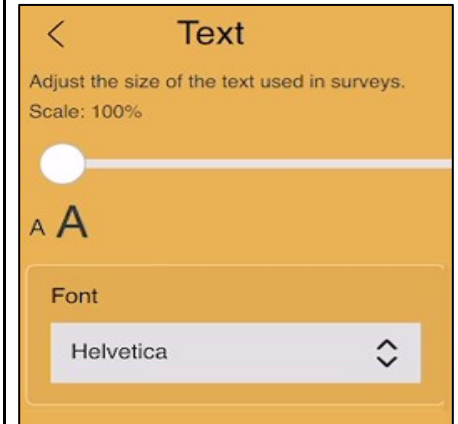 Text
Adjust the size of the text used in surveys.
Scale: 100%
A A
Font
Helvetica